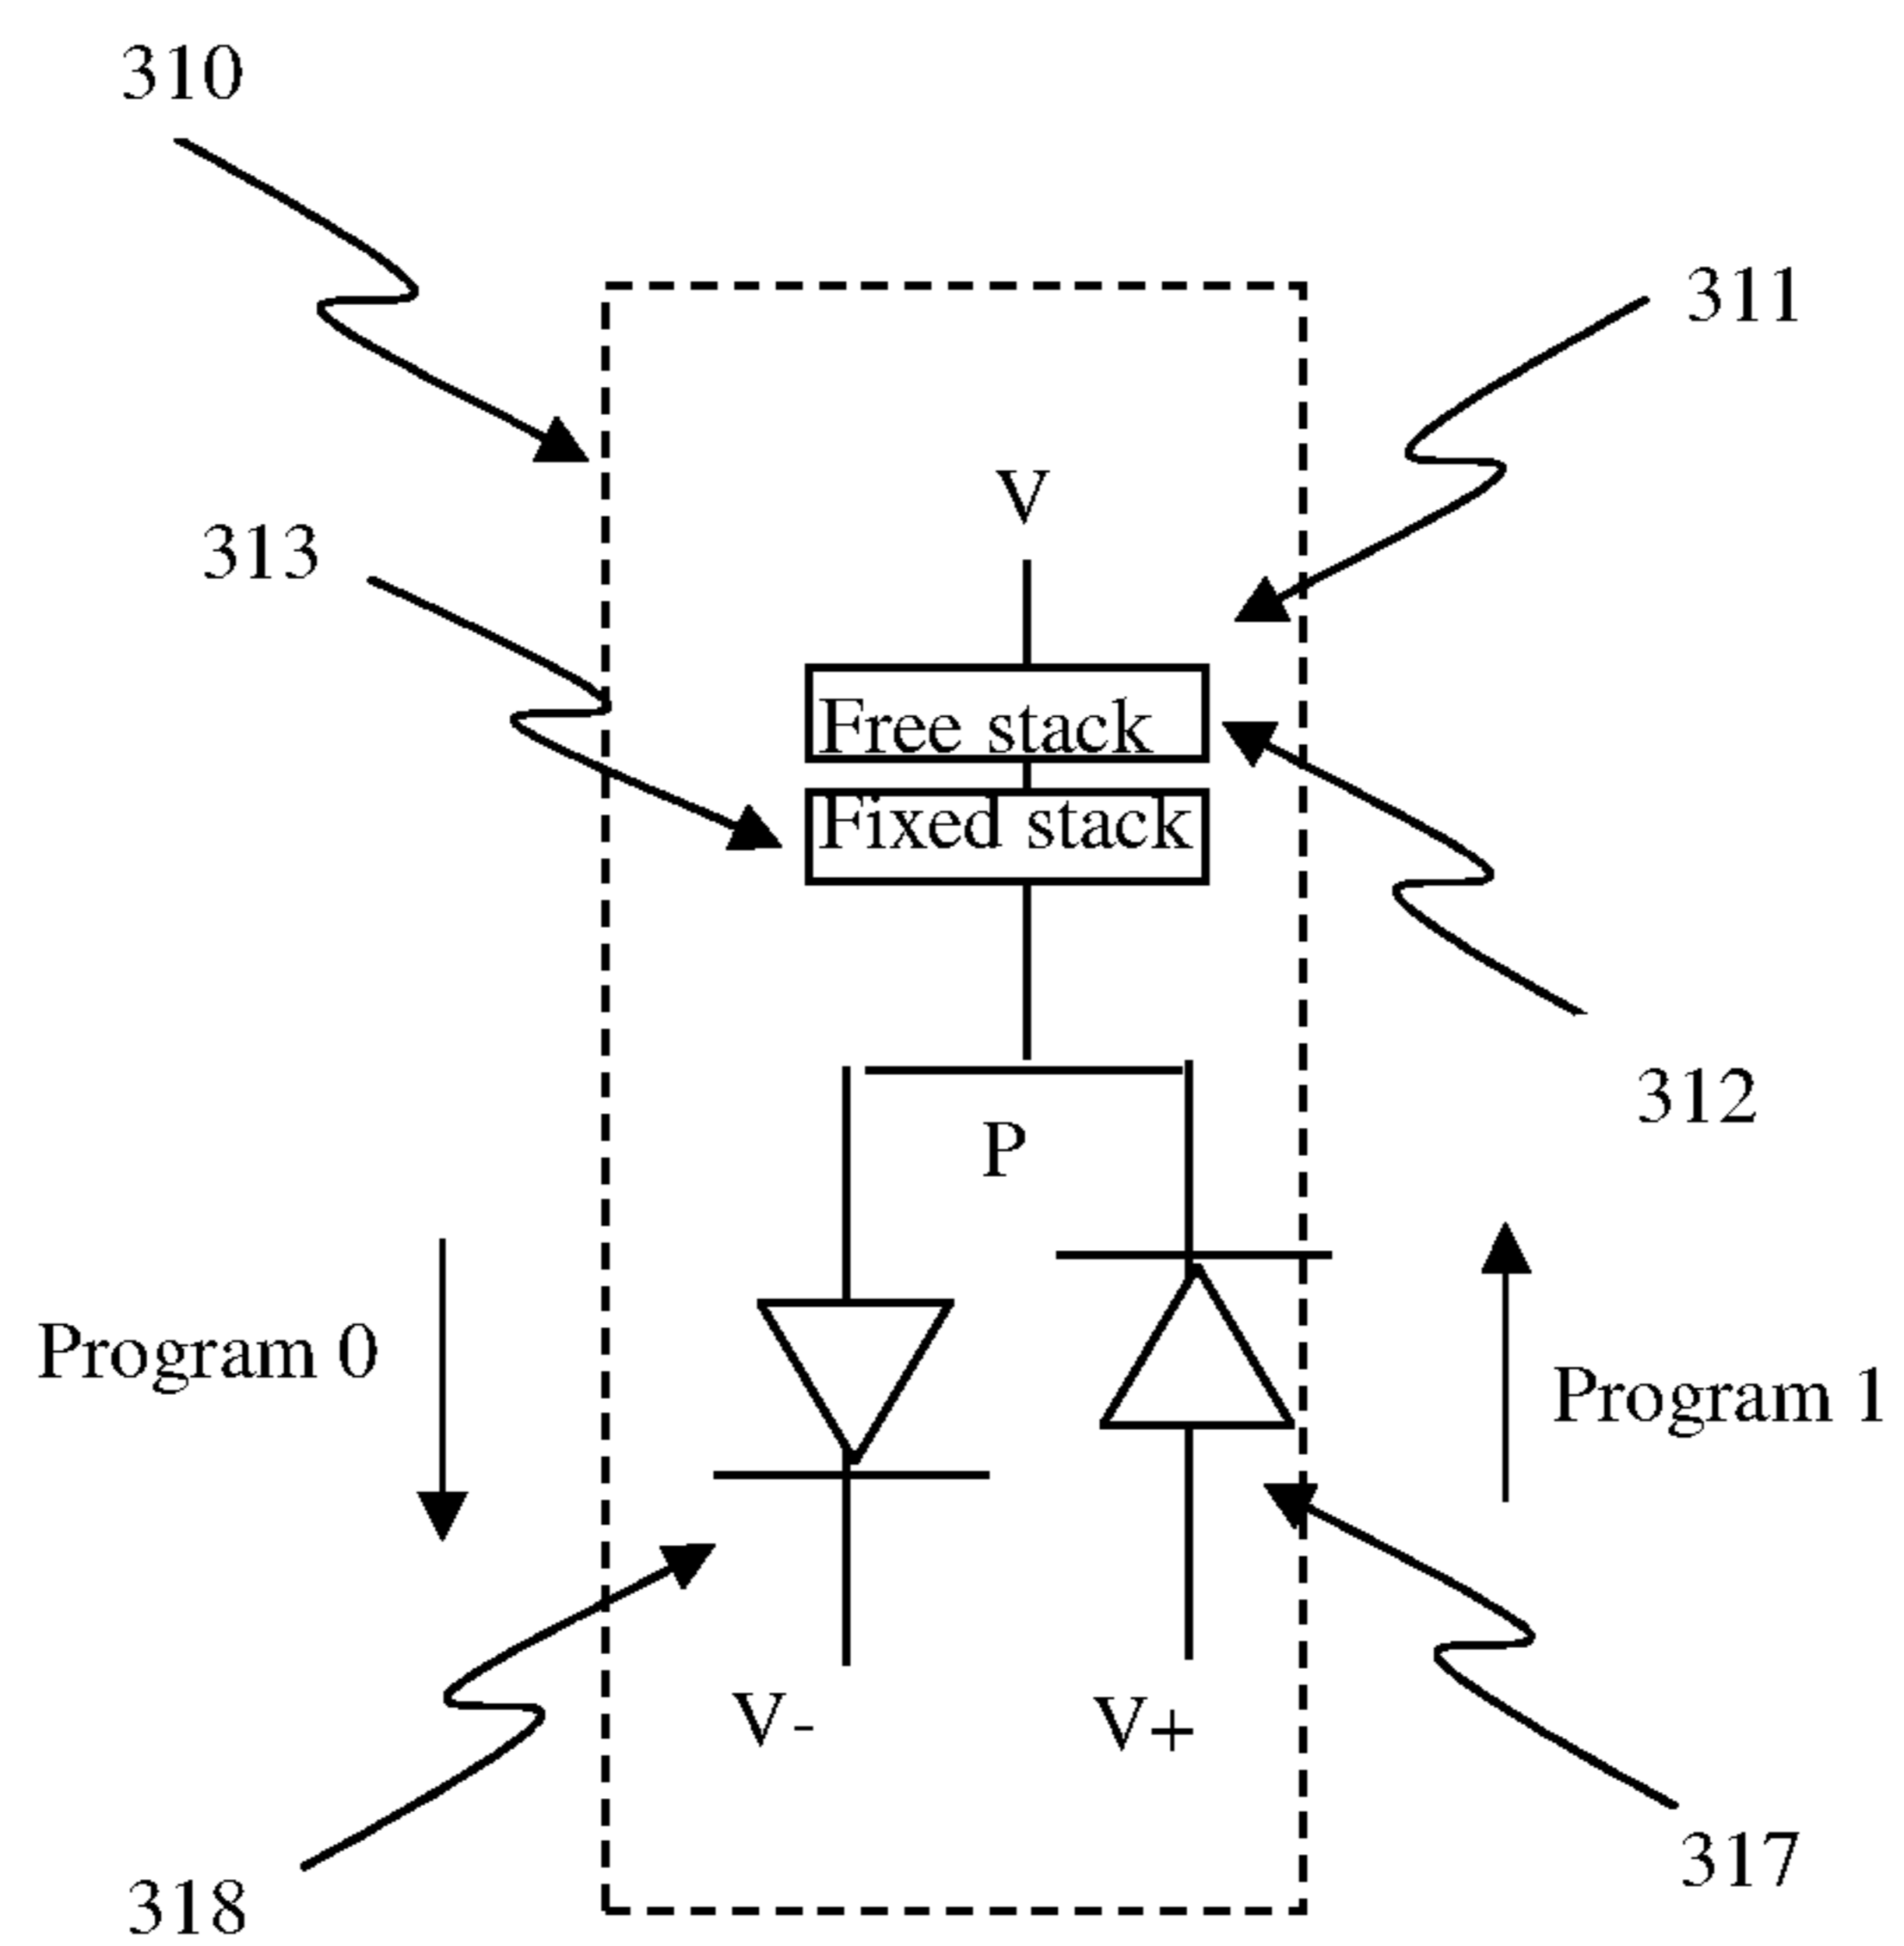 310
311
V
313
Free stack
Fixed stack
312
P
Program 0
Program 1
V-
V+
317
318